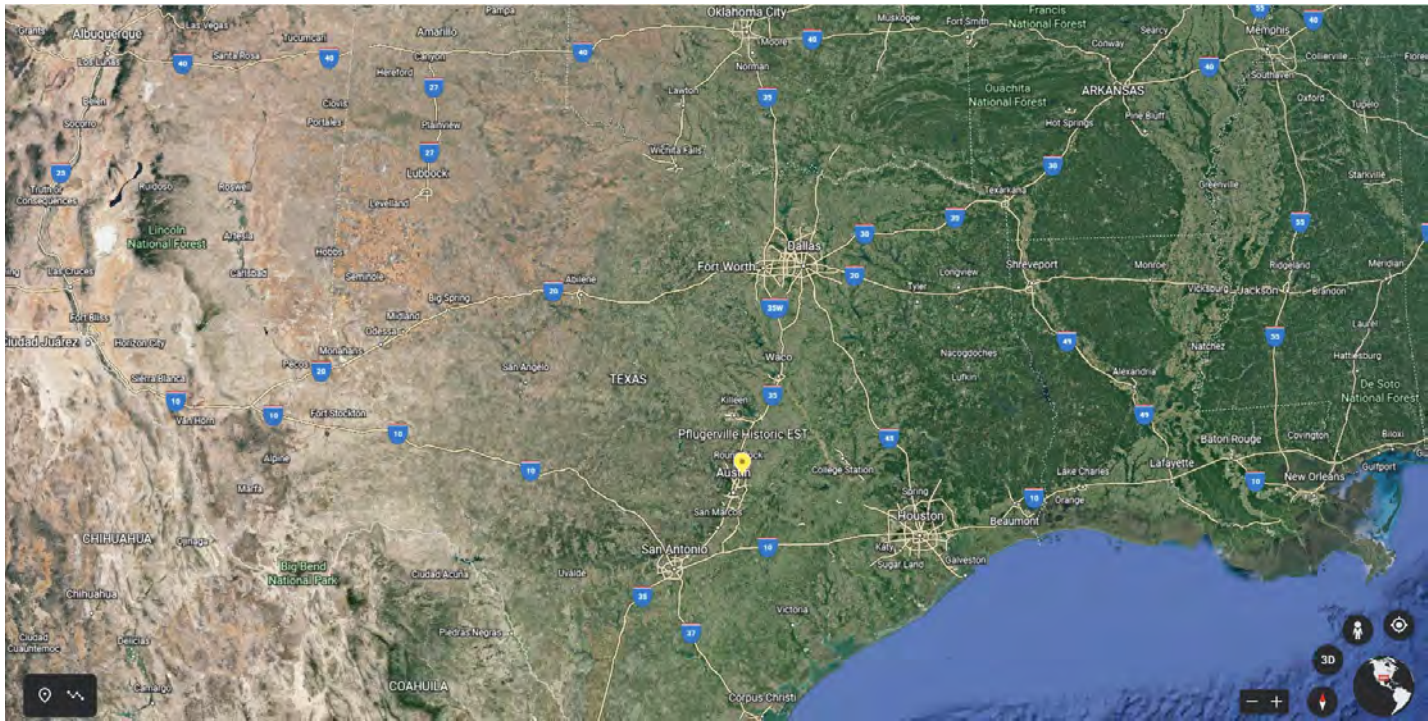 Pampa
Oklahoma City
Muskogee
Fort Smith
Francis
National Forest
55
40
Grants
Las Vegas
Albuquerque
Tucumcari
Amarillo
Moore
Conway
Searcy
Memphis
Collierville
Los Lunas
40
Santa Rosa
40
Canyon
40
40
40
Southaven
Hereford
27
Norman
35
Ouachita
National Forest
ARKANSAS
Oxford
Tupelo
Belen
Clovis
Lawton
Hot Springs
Pine Bluff
Socorro
Portales
Plainview
27
Wichita Falls
30
25
Truth or
Consequences
Ruidoso
Roswell
Lubbock
Levelland
Texarkana
Greenville
Starkville
Lincoln
National Forest
Artesia
Hobbs
30
Dallas
55
Las Cruces
Carlsbad
Seminole
Fort Worth
20
Longview
Shreveport
Monroe
Ridgeland
Meridian
Big Spring
20
Abilene
Tyler
Vicksburg
Jackson
Brandon
Fort Bliss
Midland
35W
Ciudad Juárez
Horizon City
Odessa
49
55
Laurel
Pecos
Monahans
Waco
Nacogdoches
Natchez
Hattiesburg
Sierra Blanca
20
San Angelo
TEXAS
Lufkin
Alexandria
De Soto
National Forest
10
Van Horn
10
Fort Stockton
Killeen
35
49
10
Pflugerville Historic EST
45
Baton Rouge
Covington
Biloxi
Alpine
10
Round Rock
Austin
College Station
Lake Charles
Lafayette
10
New Orleans
Gulfport
Marfa
Spring
10
Orange
San Marcos
Houston
Beaumont
CHIHUAHUA
Ojinaga
San Antonio
10
Katy
Sugar Land
Galveston
Big Bend
National Park
Ciudad Acuña
Uvalde
35
Chihuahua
Victoria
Ciudad
Cuauhtemoc
Delicias
Piedras Negras
37
3D
Camargo
COAHUILA
Corpus Christi